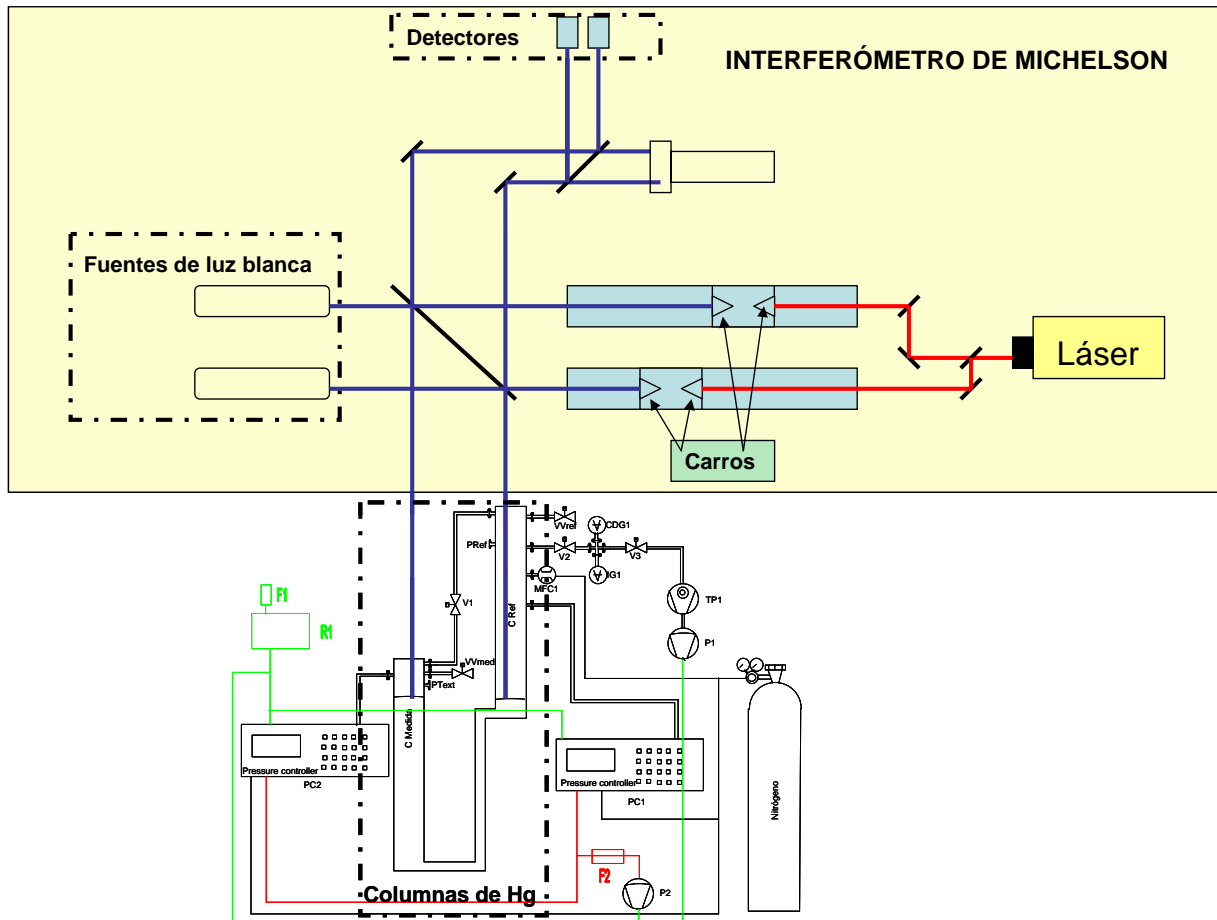 Detectores
INTERFERÓMETRO DE MICHELSON
Fuentes de luz blanca
Láser
Carros
VVref
CDG1
PRef
V2
V3
IG1
MFC1
TP1
F1
V1
C Ref
R1
P1
VVmed
PText
C Medida
Pressure controller
PC2
Pressure controller
PC1
Nitrógeno
F2
P2
Columnas de Hg